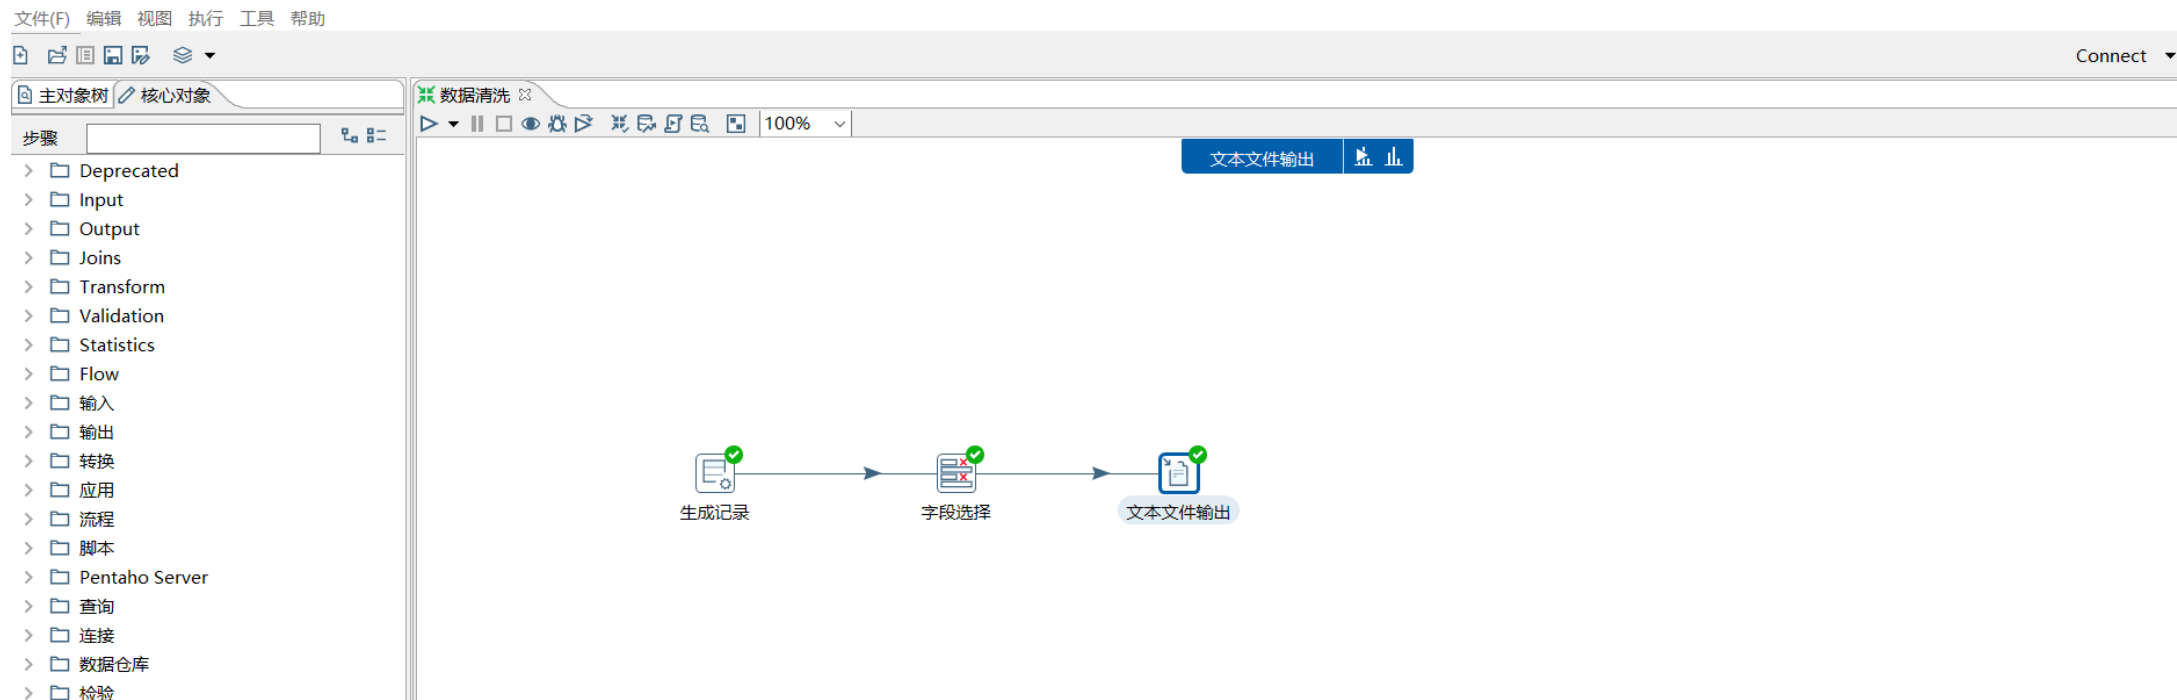 文件(F) 编辑 视图 执行 工具 帮助
Connect
主对象树 核心对象
数据清洗
步骤
100%
文本文件输出
Deprecated
Input
Output
Joins
Transform
Validation
Statistics
Flow
输入
输出
转换
应用
流程
脚本
Pentaho Server
查询
连接
数据仓库
检验
生成记录 字段选择 文本文件输出